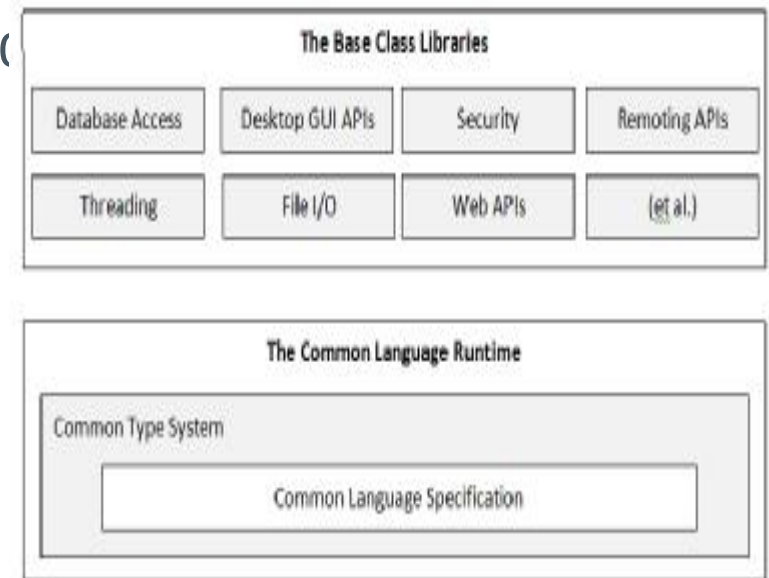 The Base Class Libraries
Database Access Desktop GUI APIs Security Remoting APIs
Threading File I/O Web APIs (et al.)
The Common Language Runtime
Common Type System
Common Language Specification